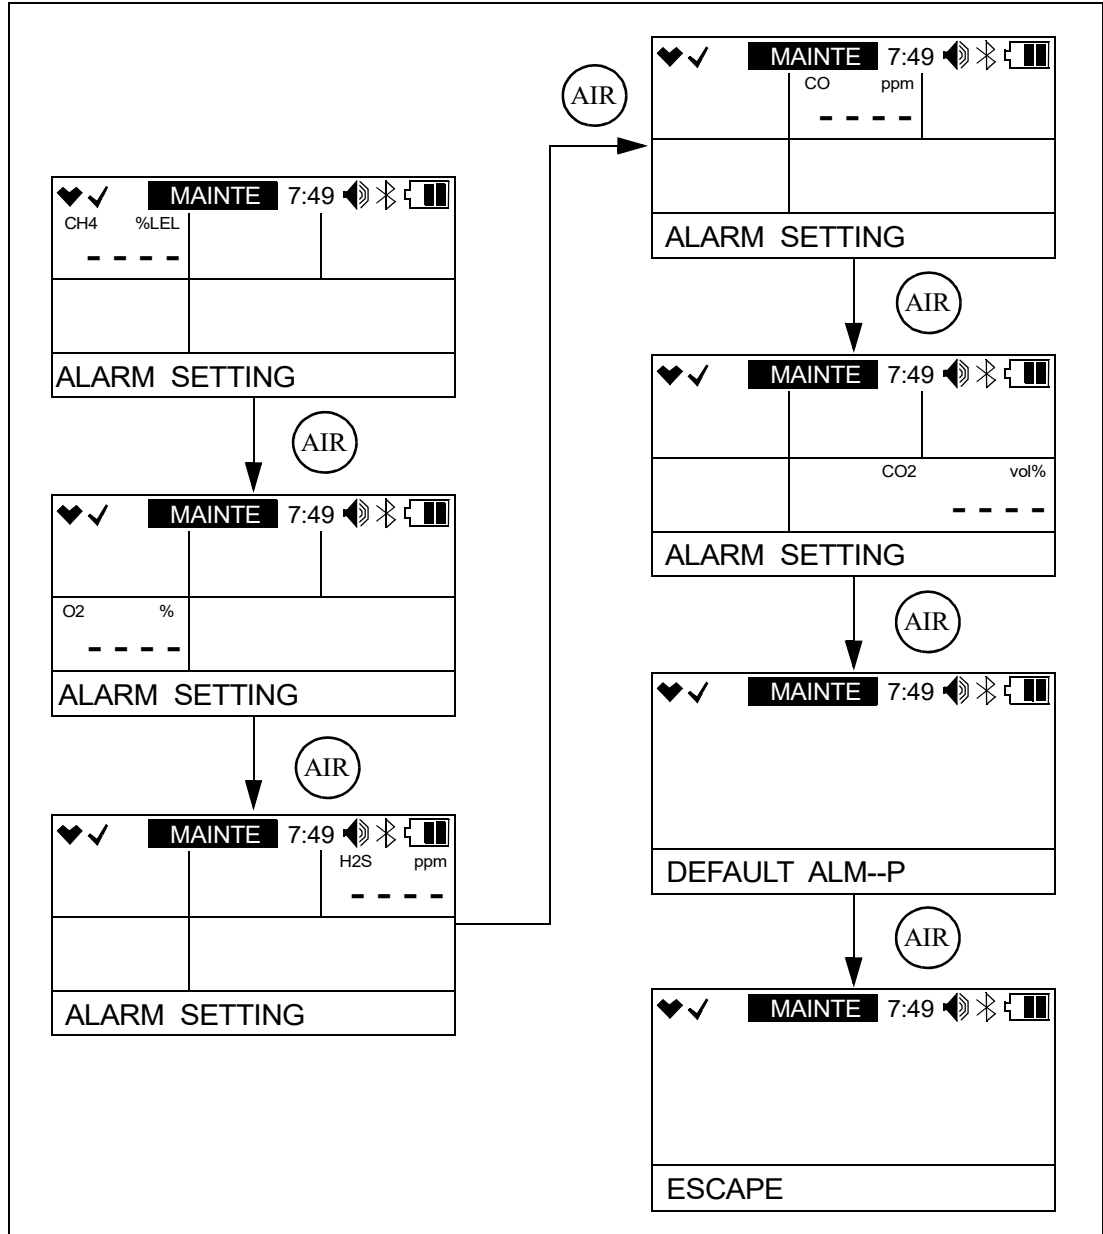 MAINTE 7:49
CH4 %LEL
- - - -
ALARM SETTING
AIR
MAINTE 7:49
O2 %
- - - -
ALARM SETTING
AIR
MAINTE 7:49
H2S ppm
- - - -
ALARM SETTING
AIR
MAINTE 7:49
CO ppm
- - - -
ALARM SETTING
AIR
MAINTE 7:49
CO2 vol%
- - - -
ALARM SETTING
AIR
MAINTE 7:49
DEFAULT ALM--P
AIR
MAINTE 7:49
ESCAPE